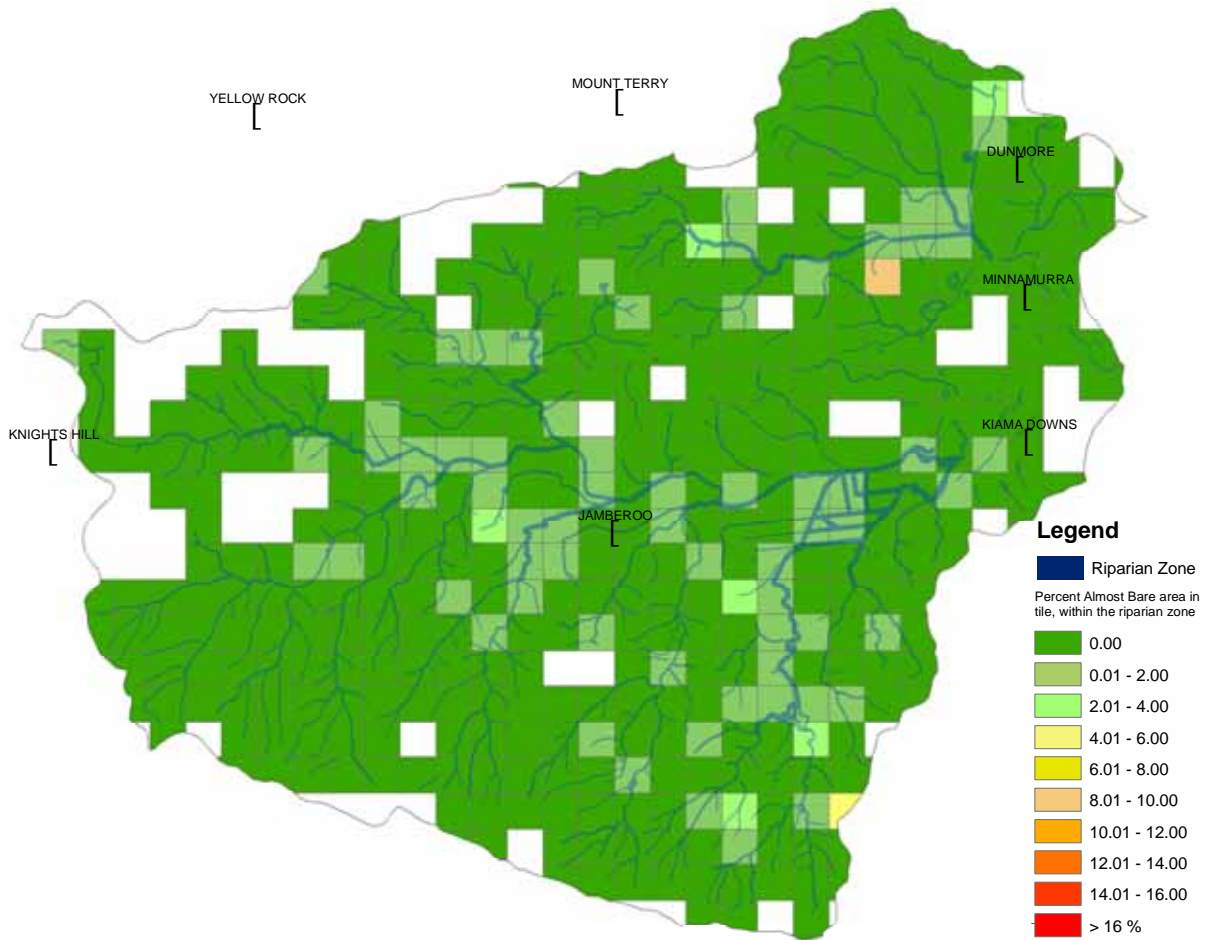 MOUNT TERRY
YELLOW ROCK
DUNMORE
MINNAMURRA
KIAMA DOWNS
KNIGHTS HILL
JAMBEROO
Legend
Riparian Zone
Percent Almost Bare area in
tile, within the riparian zone
0.00
0.01 - 2.00
2.01 - 4.00
4.01 - 6.00
6.01 - 8.00
8.01 - 10.00
10.01 - 12.00
12.01 - 14.00
14.01 - 16.00
> 16 %